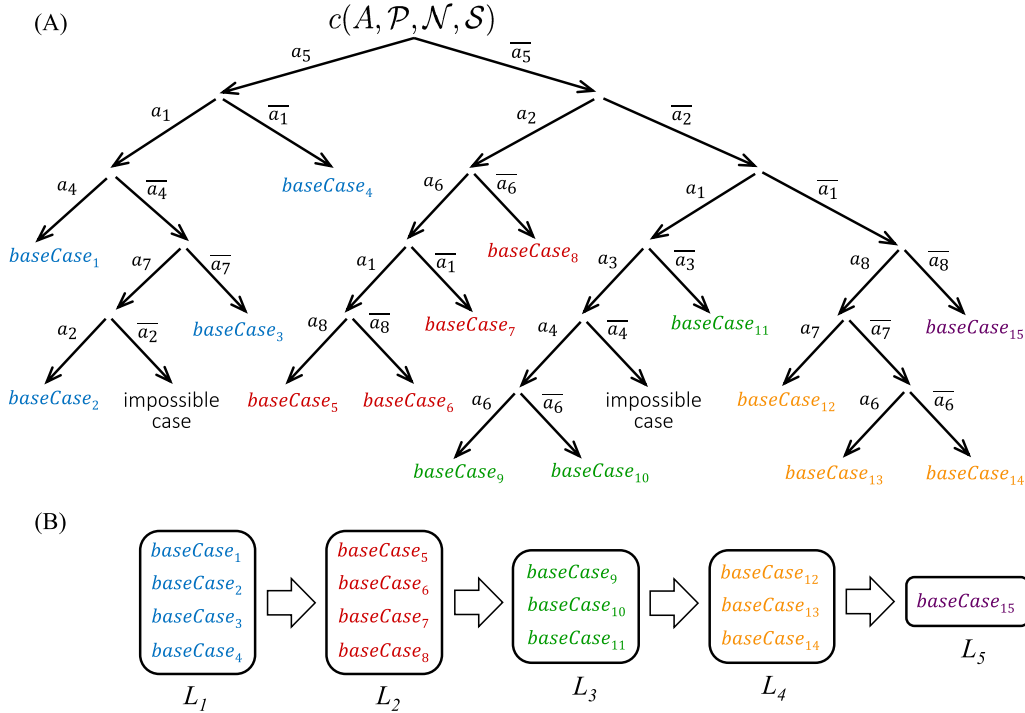 (A)
c(A, 𝒫, 𝒩, 𝒮)
a₅ a̅₅
a₁ a̅₁ a₂ a̅₂
a₄ a̅₄ baseCase₄ a₆ a̅₆ a₁ a̅₁
baseCase₁ a₇ a̅₇ a₁ a̅₁ baseCase₈ a₃ a̅₃ a₈ a̅₈
a₂ a̅₂ baseCase₃ a₈ a̅₈ baseCase₇ a₄ a̅₄ baseCase₁₁ a₇ a̅₇ baseCase₁₅
baseCase₂ impossible case baseCase₅ baseCase₆ a₆ a̅₆ impossible case baseCase₁₂ a₆ a̅₆
baseCase₉ baseCase₁₀ baseCase₁₃ baseCase₁₄
(B)
baseCase₁
baseCase₂
baseCase₃
baseCase₄
L₁
baseCase₅
baseCase₆
baseCase₇
baseCase₈
L₂
baseCase₉
baseCase₁₀
baseCase₁₁
L₃
baseCase₁₂
baseCase₁₃
baseCase₁₄
L₄
baseCase₁₅
L₅